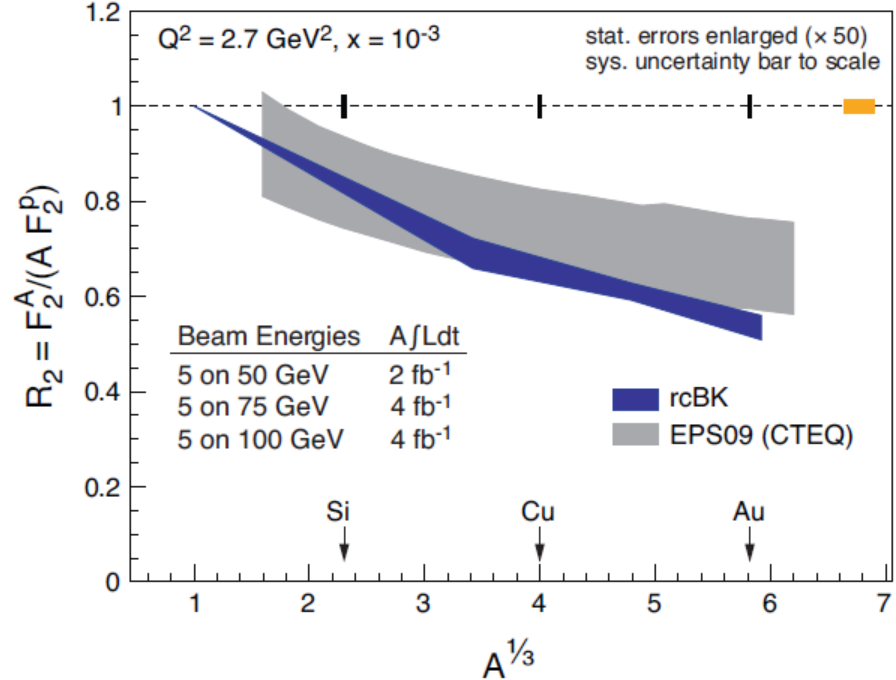 1.2
Q² = 2.7 GeV², x = 10⁻³
stat. errors enlarged (× 50)
sys. uncertainty bar to scale
1
0.8
R₂ = F₂ᴬ/(A F₂ᵖ)
0.6
Beam Energies A∫Ldt
5 on 50 GeV 2 fb⁻¹
5 on 75 GeV 4 fb⁻¹
5 on 100 GeV 4 fb⁻¹
rcBK
EPS09 (CTEQ)
0.4
0.2
Si Cu Au
0
1 2 3 4 5 6 7
A^⅓